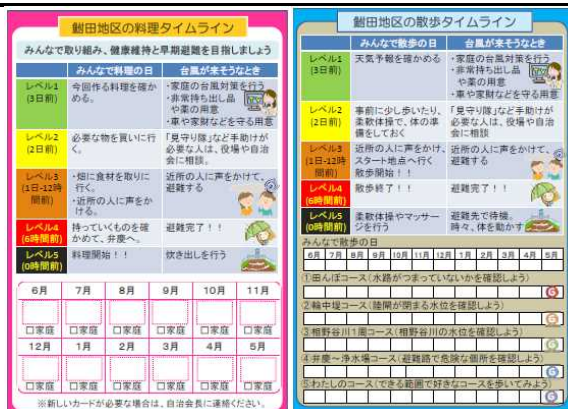 鮒田地区の料理タイムライン
みんなで取り組み、健康維持と早期避難を目指しましょう
みんなで料理の日
台風が来そうなとき
レベル1
(3日前)
今回作る料理を確か
める。
・家庭の台風対策を行う
・非常持ち出し品
や薬の用意
・車や家財などを守る用意
レベル2
(2日前)
必要な物を買いに行
く。
「見守り隊」など手助けが
必要な人は、役場や自治
会に相談。
レベル3
(1日-12時
間前)
・畑に食材を取りに
行く。
・近所の人に声をか
ける。
近所の人に声をかけて、
避難する
レベル4
(6時間前)
持っていくものを確
かめて、弁慶へ。
避難完了！！
レベル5
(0時間前)
料理開始！！
炊き出しを行う
6月 7月 8月 9月 10月 11月
□家庭 □家庭 □家庭 □家庭 □家庭 □家庭
12月 1月 2月 3月 4月 5月
□家庭 □家庭 □家庭 □家庭 □家庭 □家庭
※新しいカードが必要な場合は、自治会長に連絡ください。
鮒田地区の散歩タイムライン
みんなで散歩の日
台風が来そうなとき
レベル1
(3日前)
天気予報を確かめる
・家庭の台風対策を行う
・非常持ち出し品
や薬の用意
・車や家財などを守る用意
レベル2
(2日前)
事前に少し歩いたり、
柔軟体操で、体の準
備をしておく
「見守り隊」など手助けが
必要な人は、役場や自治
会に相談
レベル3
(1日-12時
間前)
近所の人に声をかけ、
スタート地点へ行く
散歩開始！！
近所の人に声をかけて、
避難する
レベル4
(6時間前)
散歩終了！！
避難完了！！
レベル5
(0時間前)
柔軟体操やマッサー
ジを行う
避難先で待機。
時々、体を動かす
みんなで散歩の日
6月 7月 8月 9月 10月 11月 12月 1月 2月 3月 4月 5月
①田んぼコース(水路がつまっていないかを確認しよう)
②輪中堤コース(陸閘が閉まる水位を確認しよう)
③相野谷川1周コース(相野谷川の水位を確認しよう)
④弁慶～浄水場コース(避難路で危険な個所を確認しよう)
⑤わたしのコース(できる範囲で好きなコースを歩いてみよう)